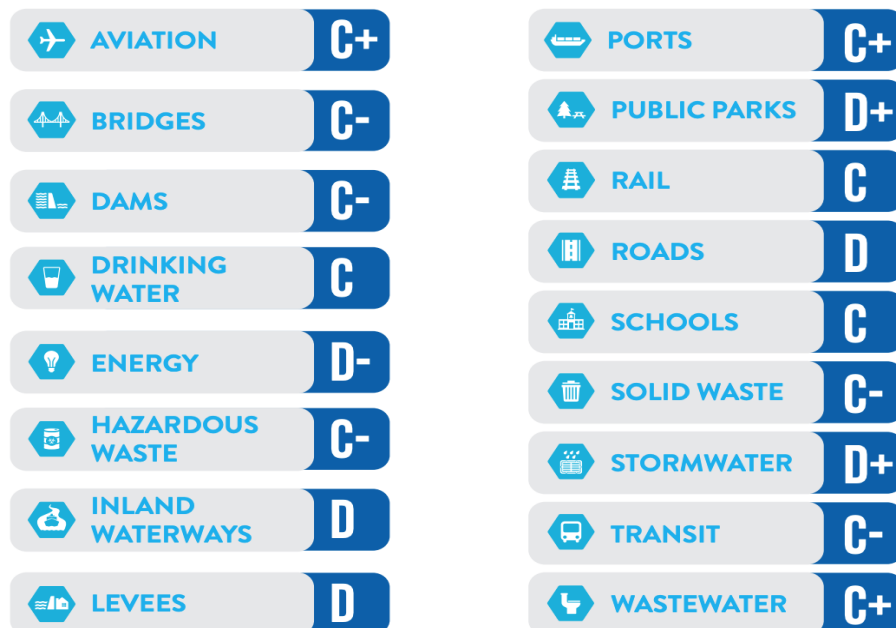 AVIATION C+
BRIDGES C-
DAMS C-
DRINKING
WATER C
ENERGY D-
HAZARDOUS
WASTE C-
INLAND
WATERWAYS D
LEVEES D
PORTS C+
PUBLIC PARKS D+
RAIL C
ROADS D
SCHOOLS C
SOLID WASTE C-
STORMWATER D+
TRANSIT C-
WASTEWATER C+